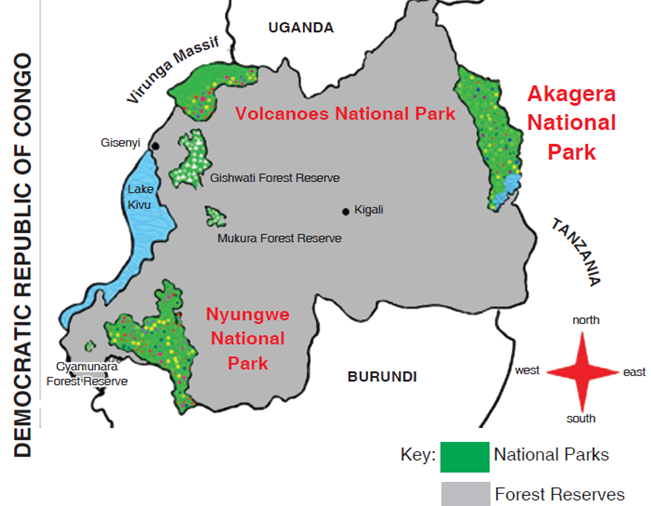 UGANDA
Virunga Massif
DEMOCRATIC REPUBLIC OF CONGO
Volcanoes National Park
Akagera
National
Park
Gisenyi
Gishwati Forest Reserve
Lake
Kivu
Kigali
Mukura Forest Reserve
TANZANIA
Nyungwe
National
Park
Cyamunara
Forest Reserve
BURUNDI
north
west
east
south
Key:
National Parks
Forest Reserves